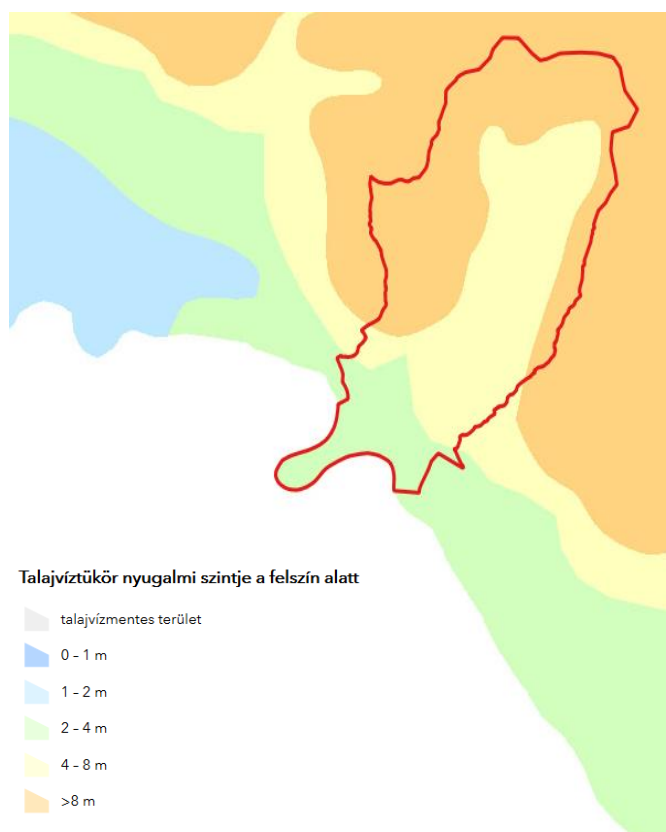 Talajvíztükör nyugalmi szintje a felszín alatt
talajvízmentes terület
0 – 1 m
1 – 2 m
2 – 4 m
4 – 8 m
>8 m